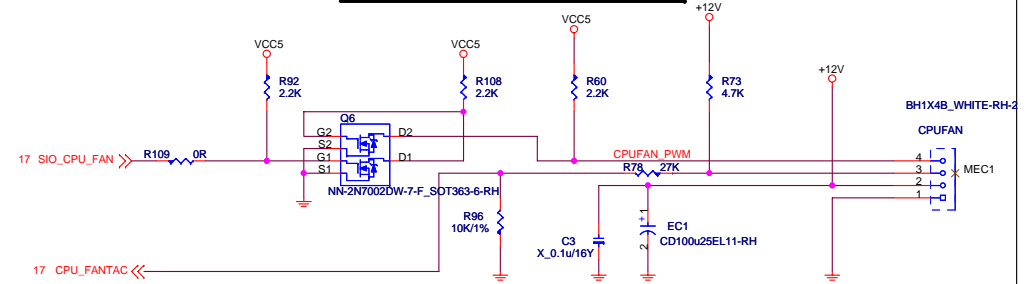 +12V
VCC5
VCC5
VCC5
+12V
R92
2.2K
R108
2.2K
R60
2.2K
R73
4.7K
BH1X4B_WHITE-RH-2
CPUFAN
Q6
G2
S2
G1
S1
D2
D1
17 SIO_CPU_FAN
R109 0R
CPUFAN_PWM
R78 27K
4
3
2
1
MEC1
NN-2N7002DW-7-F_SOT363-6-RH
R96
10K/1%
C3
X_0.1u/16Y
+ 1
2
EC1
CD100u25EL11-RH
17 CPU_FANTAC